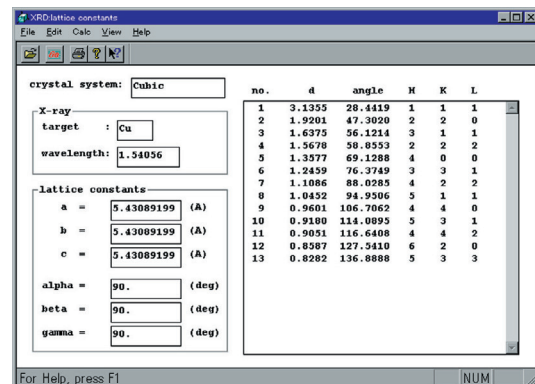 XRD:lattice constants
File Edit Calc View Help
crystal system: Cubic
X-ray
target : Cu
wavelength: 1.54056
lattice constants
a = 5.43089199 (A)
b = 5.43089199 (A)
c = 5.43089199 (A)
alpha = 90. (deg)
beta = 90. (deg)
gamma = 90. (deg)
no. d angle H K L
1 3.1355 28.4419 1 1 1
2 1.9201 47.3020 2 2 0
3 1.6375 56.1214 3 1 1
4 1.5678 58.8553 2 2 2
5 1.3577 69.1288 4 0 0
6 1.2459 76.3749 3 3 1
7 1.1086 88.0285 4 2 2
8 1.0452 94.9506 5 1 1
9 0.9601 106.7062 4 4 0
10 0.9180 114.0895 5 3 1
11 0.9051 116.6408 4 4 2
12 0.8587 127.5410 6 2 0
13 0.8282 136.8888 5 3 3
For Help, press F1
NUM